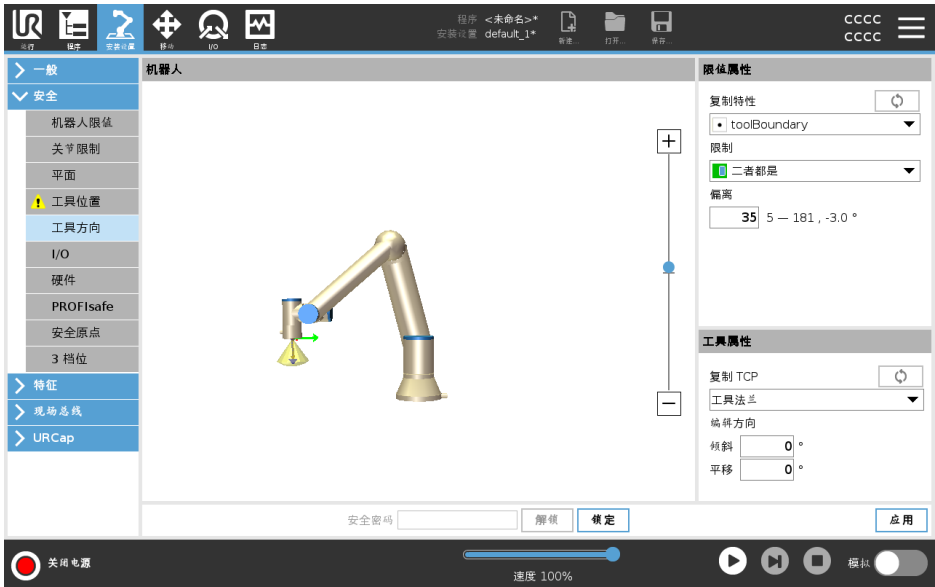 UR
程序 <未命名>*
安装设置 default_1*
运行
程序
安装设置
移动
I/O
日志
新建...
打开...
保存...
CCCC
CCCC
一般
安全
机器人限值
关节限制
平面
工具位置
工具方向
I/O
硬件
PROFIsafe
安全原点
3 档位
特征
现场总线
URCap
机器人
限值属性
复制特性
toolBoundary
限制
二者都是
偏离
35 5 — 181 , -3.0 °
工具属性
复制 TCP
工具法兰
编辑方向
倾斜 0 °
平移 0 °
安全密码
解锁
锁定
应用
关闭电源
速度 100%
模拟